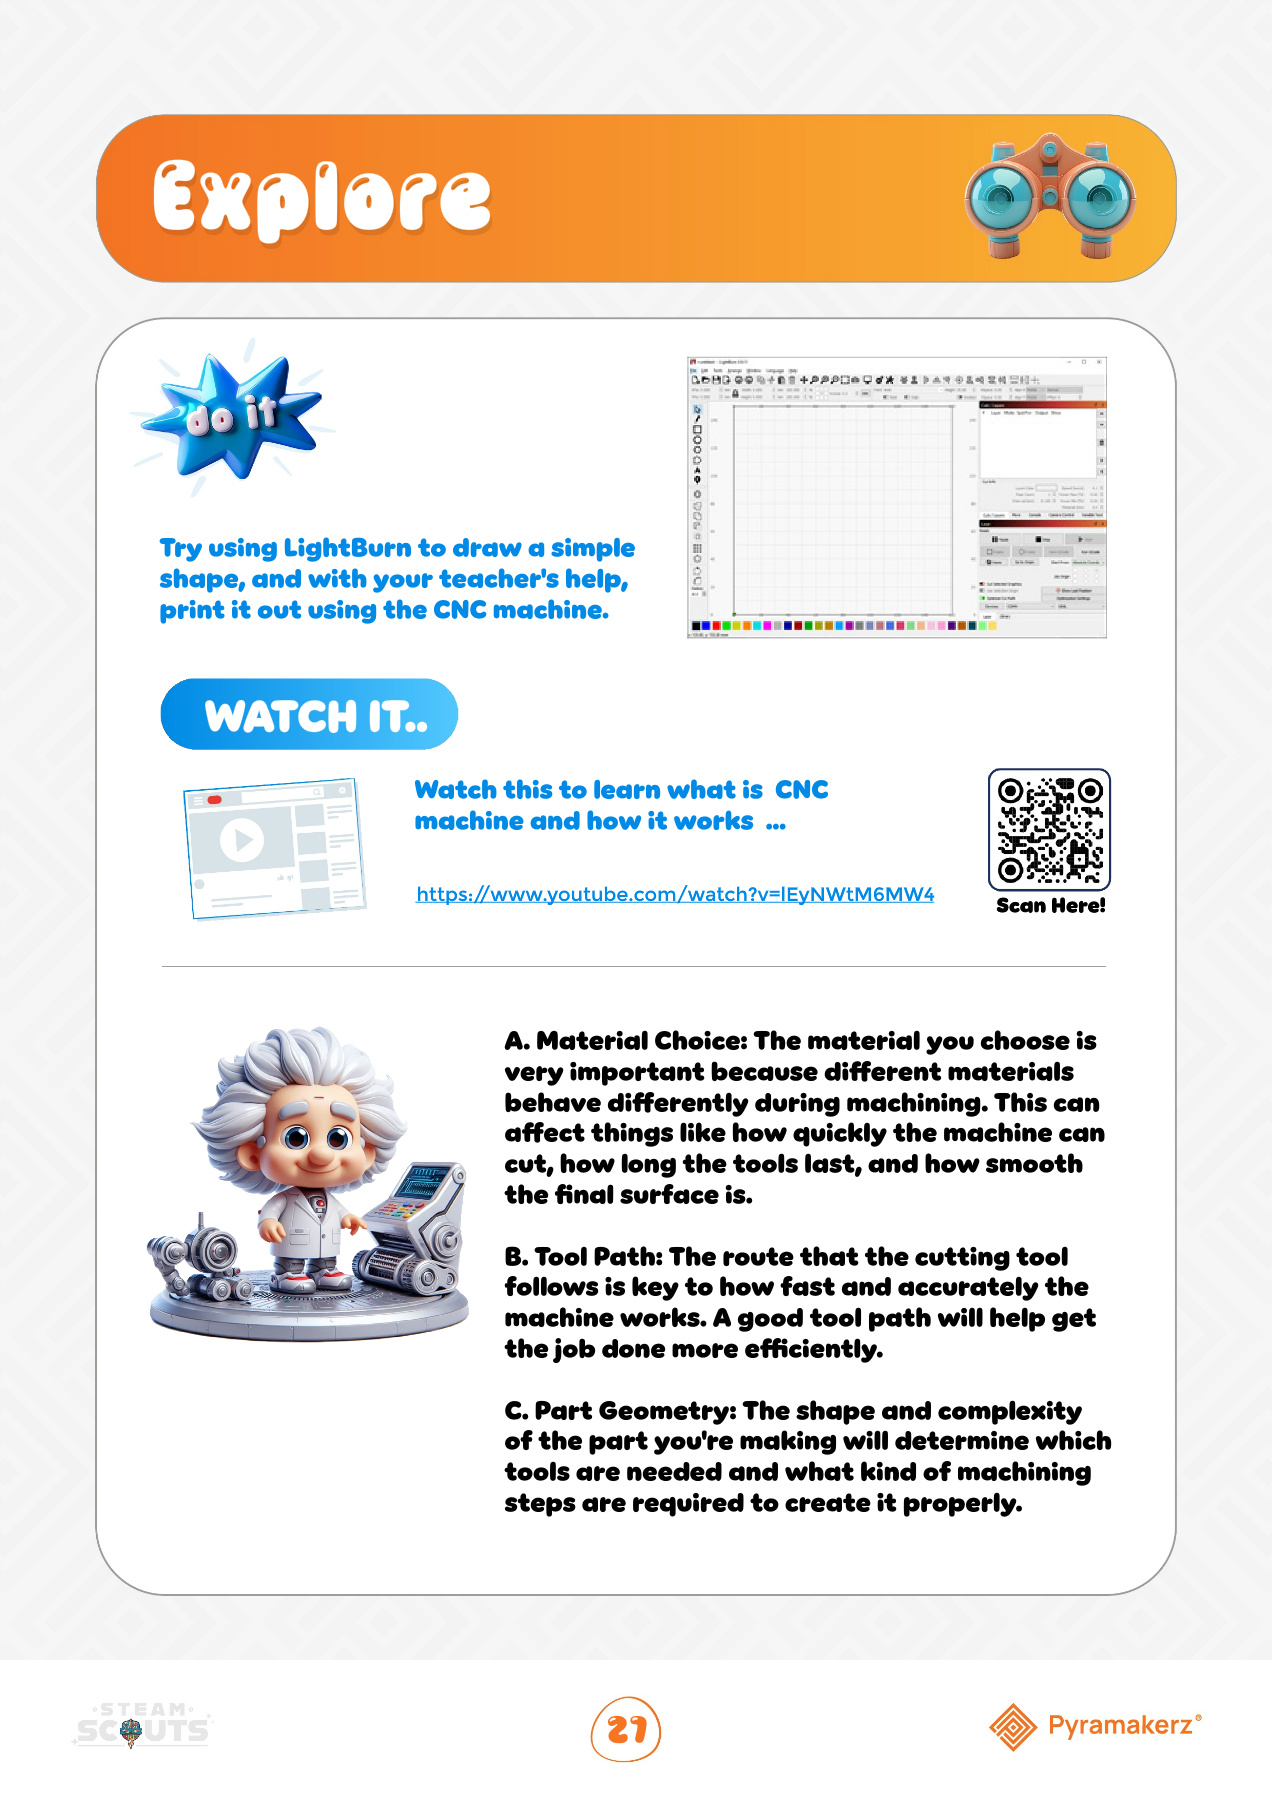 Explore
do it
Try using LightBurn to draw a simple
shape, and with your teacher's help,
print it out using the CNC machine.
WATCH IT..
Watch this to learn what is CNC
machine and how it works ...
https://www.youtube.com/watch?v=lEyNWtM6MW4
Scan Here!
A. Material Choice: The material you choose is
very important because different materials
behave differently during machining. This can
affect things like how quickly the machine can
cut, how long the tools last, and how smooth
the final surface is.
B. Tool Path: The route that the cutting tool
follows is key to how fast and accurately the
machine works. A good tool path will help get
the job done more efficiently.
C. Part Geometry: The shape and complexity
of the part you're making will determine which
tools are needed and what kind of machining
steps are required to create it properly.
STEAM
SCOUTS
27
Pyramakerz®